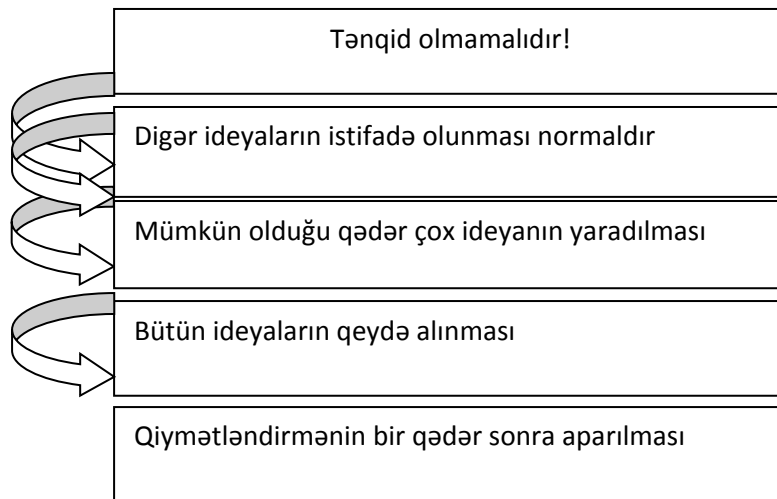 Tənqid olmamalıdır!
Digər ideyaların istifadə olunması normaldır
Mümkün olduğu qədər çox ideyanın yaradılması
Bütün ideyaların qeydə alınması
Qiymətləndirmənin bir qədər sonra aparılması